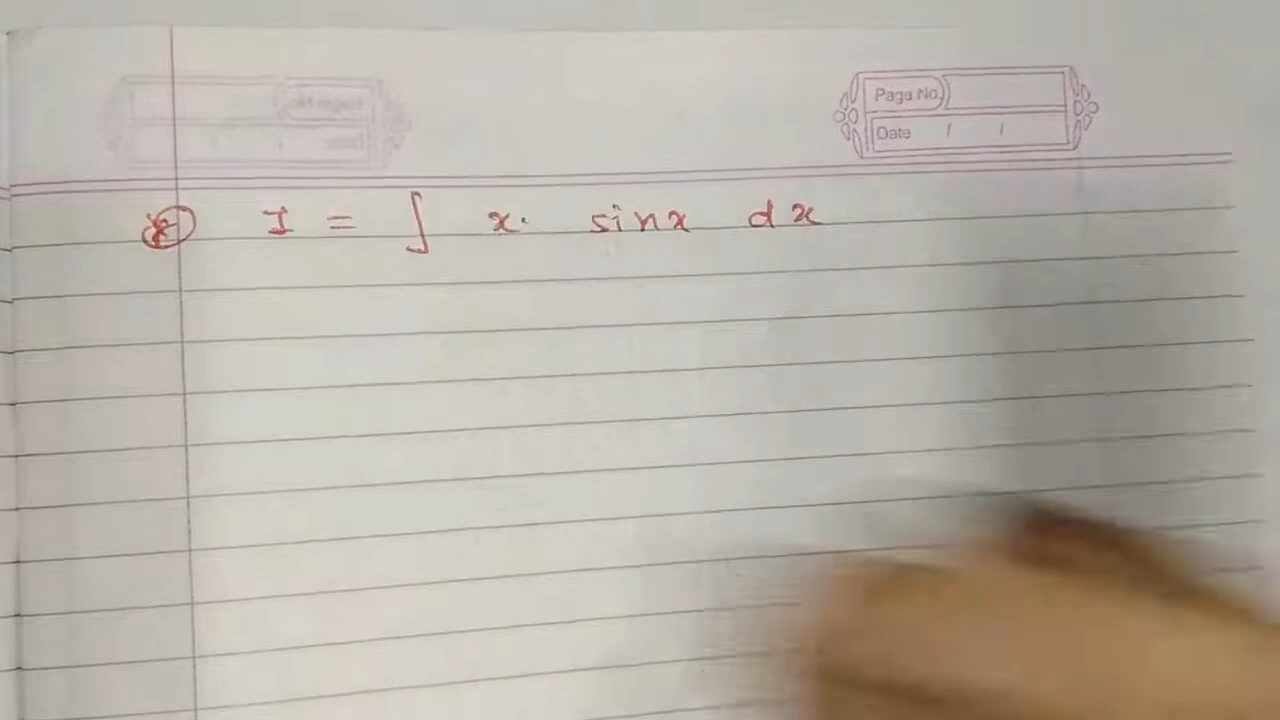 Page No.
Date / /
I = ∫ x· sinx dx